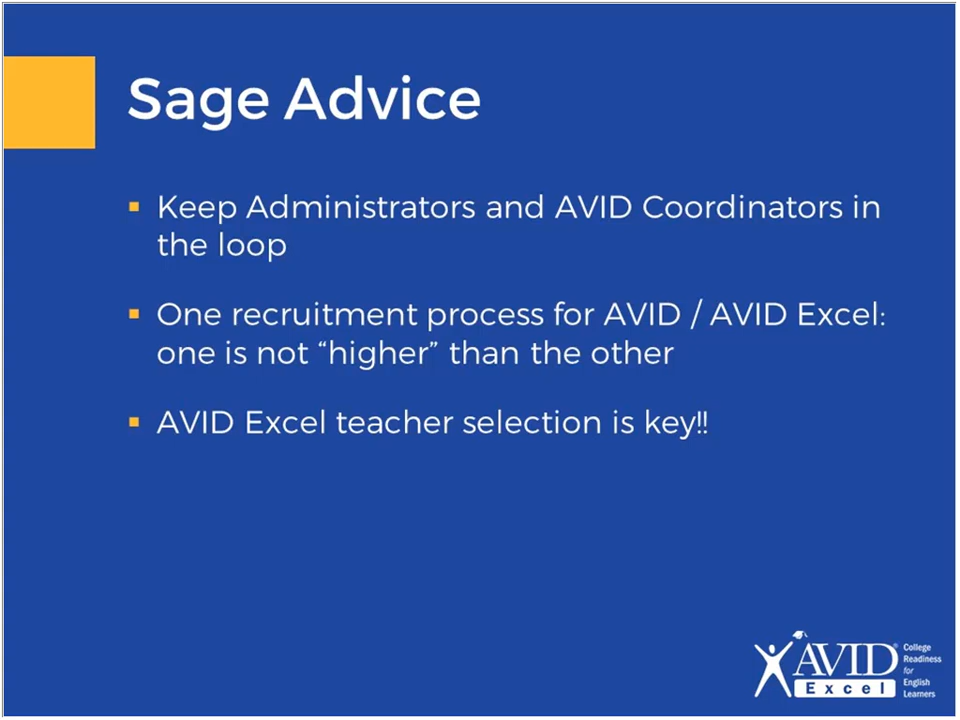 Sage Advice
▪ Keep Administrators and AVID Coordinators in
the loop
▪ One recruitment process for AVID / AVID Excel:
one is not “higher” than the other
▪ AVID Excel teacher selection is key!!
AVID®
Excel
College
Readiness
for
English
Learners